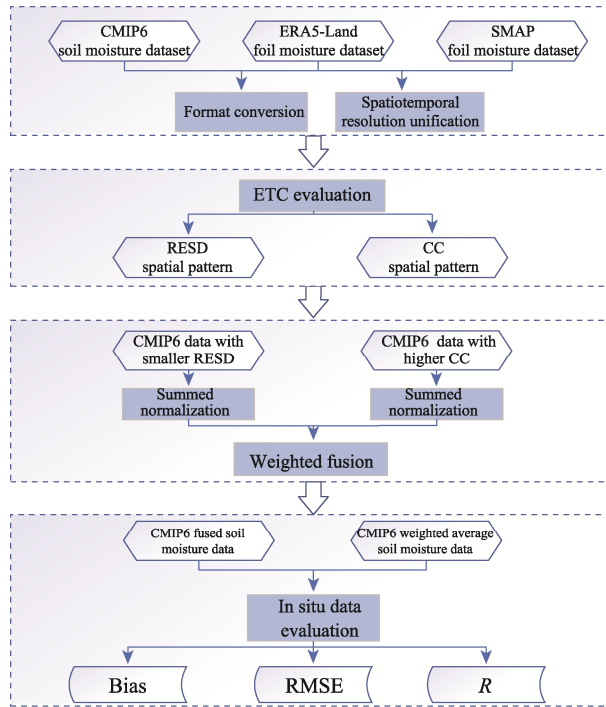 CMIP6
soil moisture dataset
ERA5-Land
foil moisture dataset
SMAP
foil moisture dataset
Format conversion
Spatiotemporal
resolution unification
ETC evaluation
RESD
spatial pattern
CC
spatial pattern
CMIP6 data with
smaller RESD
CMIP6 data with
higher CC
Summed
normalization
Summed
normalization
Weighted fusion
CMIP6 fused soil
moisture data
CMIP6 weighted average
soil moisture data
In situ data
evaluation
Bias
RMSE
R